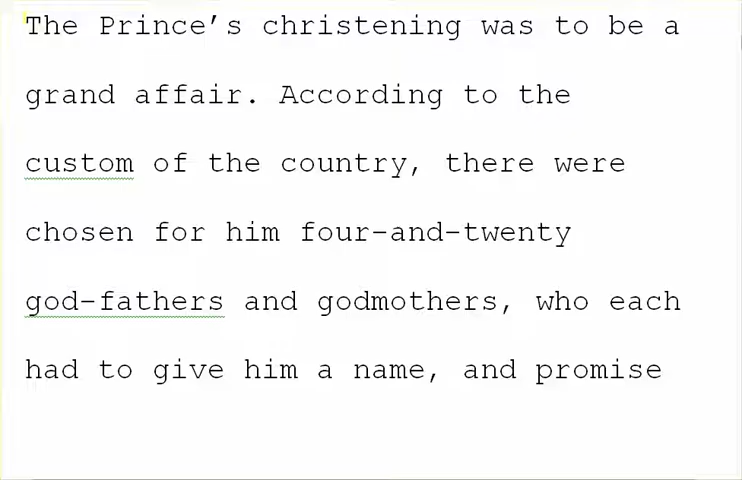 The Prince’s christening was to be a
grand affair. According to the
custom of the country, there were
chosen for him four-and-twenty
god-fathers and godmothers, who each
had to give him a name, and promise